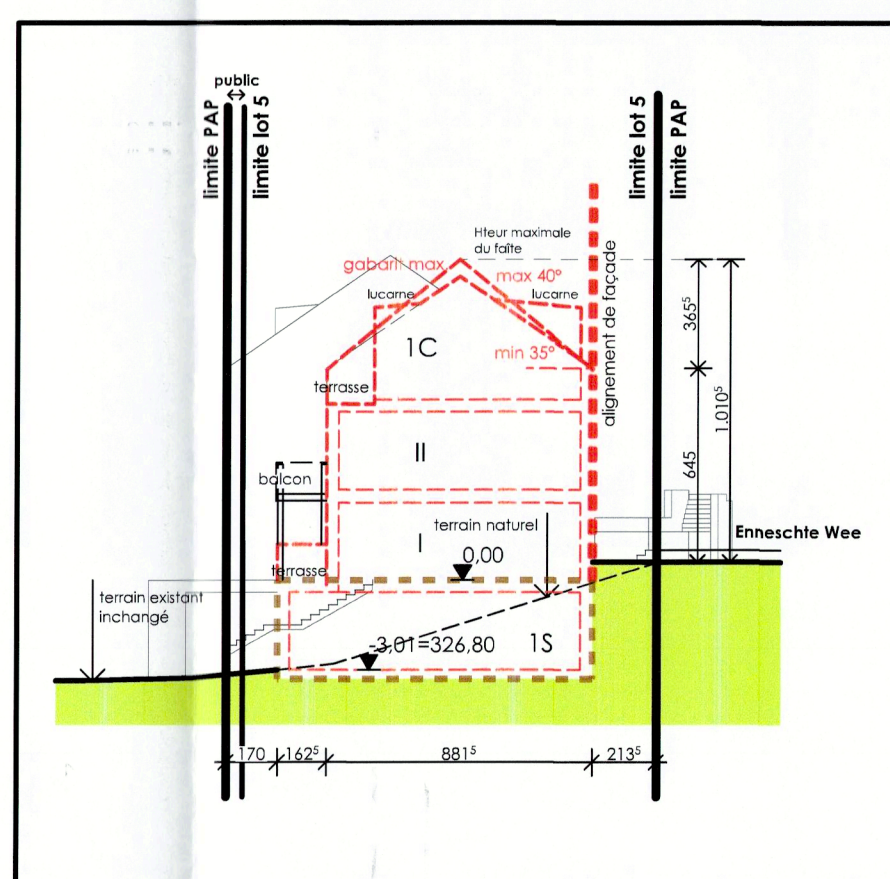 public
limite PAP
limite lot 5
limite lot 5
limite PAP
Hteur maximale
du faîte
gabarit max
max 40°
lucarne
lucarne
alignement de façade
365⁵
1C
min 35°
terrasse
1.010⁵
II
645
balcon
terrain naturel
Enneschte Wee
I
0,00
terrasse
terrain existant
inchangé
-3,01=326,80
1S
170
162⁵
881⁵
213⁵